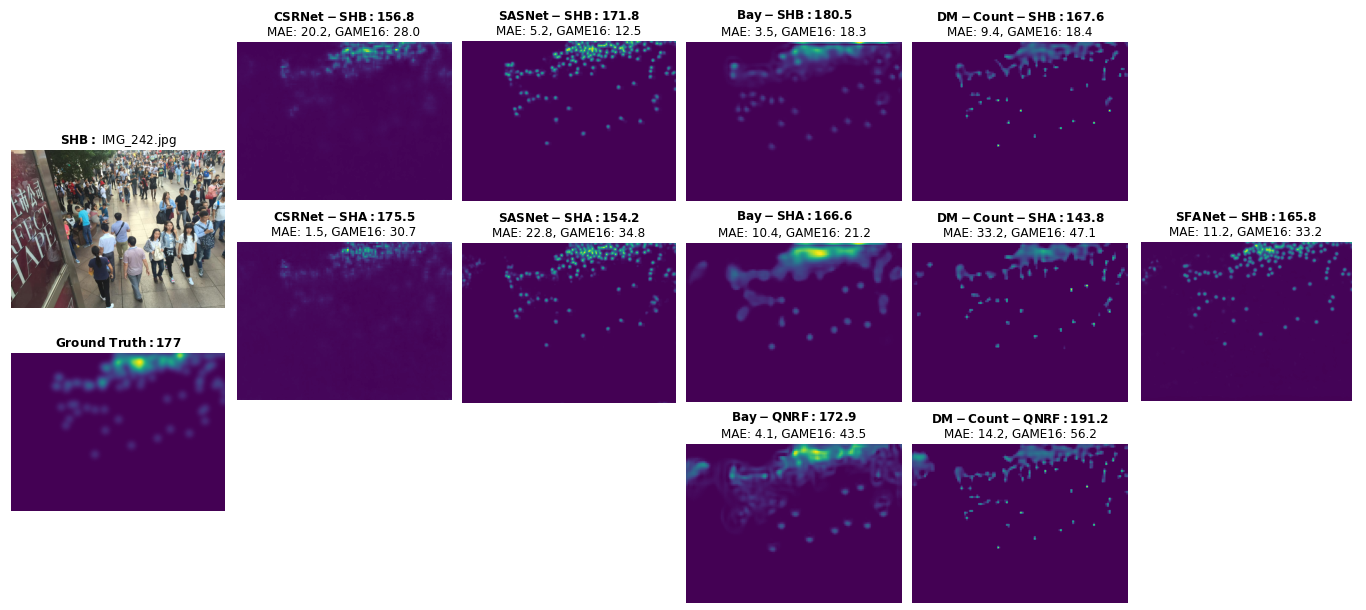 CSRNet−SHB: 156.8
MAE: 20.2, GAME16: 28.0
SASNet−SHB: 171.8
MAE: 5.2, GAME16: 12.5
Bay−SHB: 180.5
MAE: 3.5, GAME16: 18.3
DM−Count−SHB: 167.6
MAE: 9.4, GAME16: 18.4
SHB: IMG_242.jpg
CSRNet−SHA: 175.5
MAE: 1.5, GAME16: 30.7
SASNet−SHA: 154.2
MAE: 22.8, GAME16: 34.8
Bay−SHA: 166.6
MAE: 10.4, GAME16: 21.2
DM−Count−SHA: 143.8
MAE: 33.2, GAME16: 47.1
SFANet−SHB: 165.8
MAE: 11.2, GAME16: 33.2
Ground Truth: 177
Bay−QNRF: 172.9
MAE: 4.1, GAME16: 43.5
DM−Count−QNRF: 191.2
MAE: 14.2, GAME16: 56.2